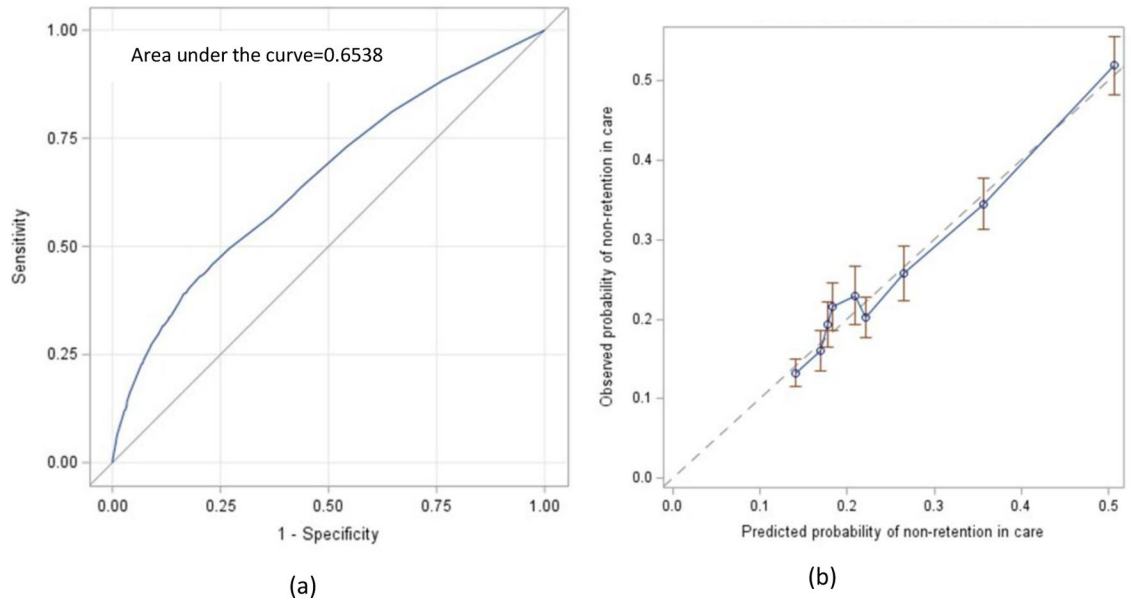 Area under the curve=0.6538
1.00
0.75
0.50
0.25
0.00
Sensitivity
0.00 0.25 0.50 0.75 1.00
1 - Specificity
(a)
0.5
0.4
0.3
0.2
0.1
0.0
Observed probability of non-retention in care
0.0 0.1 0.2 0.3 0.4 0.5
Predicted probability of non-retention in care
(b)